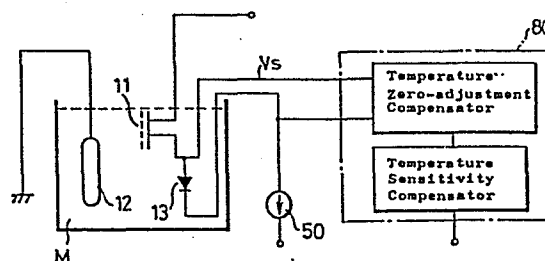 80
Vs
11
Temperature
Zero-adjustment
Compensator
13
12
Temperature
Sensitivity
Compensator
50
M